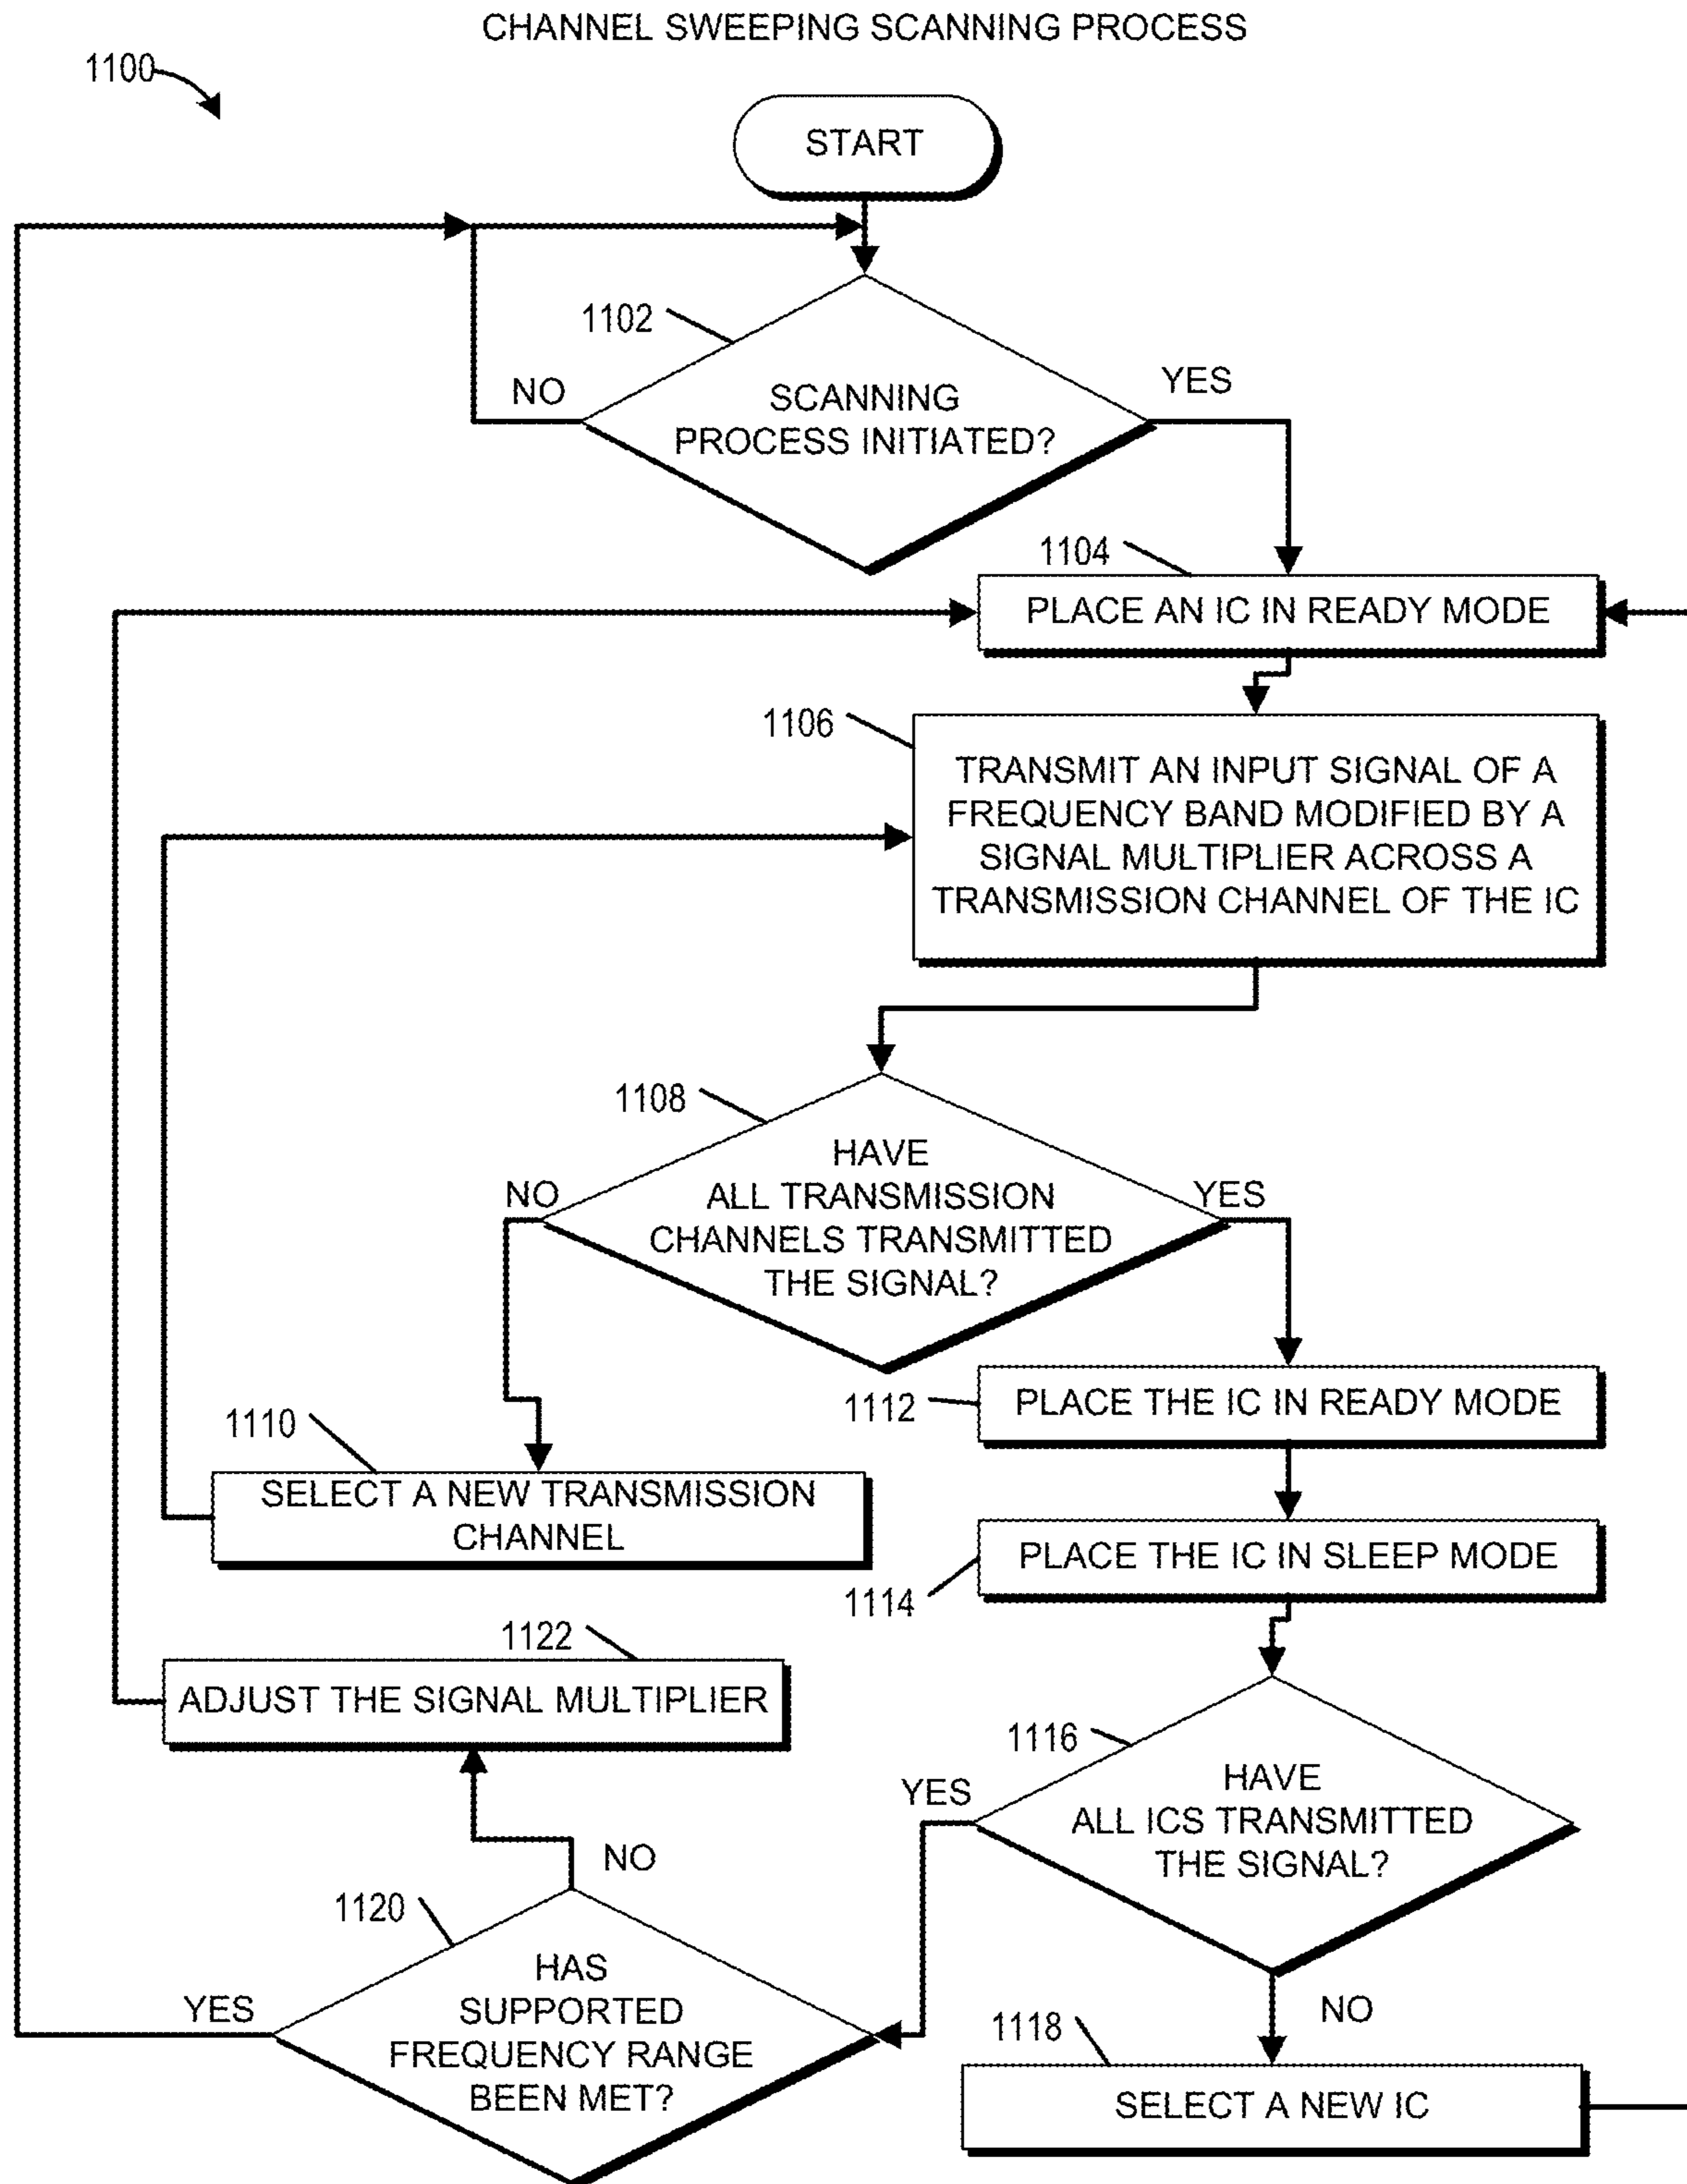 CHANNEL SWEEPING SCANNING PROCESS
1100
START
1102
NO
YES
SCANNING
PROCESS INITIATED?
1104
PLACE AN IC IN READY MODE
1106
TRANSMIT AN INPUT SIGNAL OF A
FREQUENCY BAND MODIFIED BY A
SIGNAL MULTIPLIER ACROSS A
TRANSMISSION CHANNEL OF THE IC
1108
NO
YES
HAVE
ALL TRANSMISSION
CHANNELS TRANSMITTED
THE SIGNAL?
1110
SELECT A NEW TRANSMISSION
CHANNEL
1112
PLACE THE IC IN READY MODE
1114
PLACE THE IC IN SLEEP MODE
1116
YES
HAVE
ALL ICS TRANSMITTED
THE SIGNAL?
NO
1118
SELECT A NEW IC
1120
NO
YES
HAS
SUPPORTED
FREQUENCY RANGE
BEEN MET?
1122
ADJUST THE SIGNAL MULTIPLIER